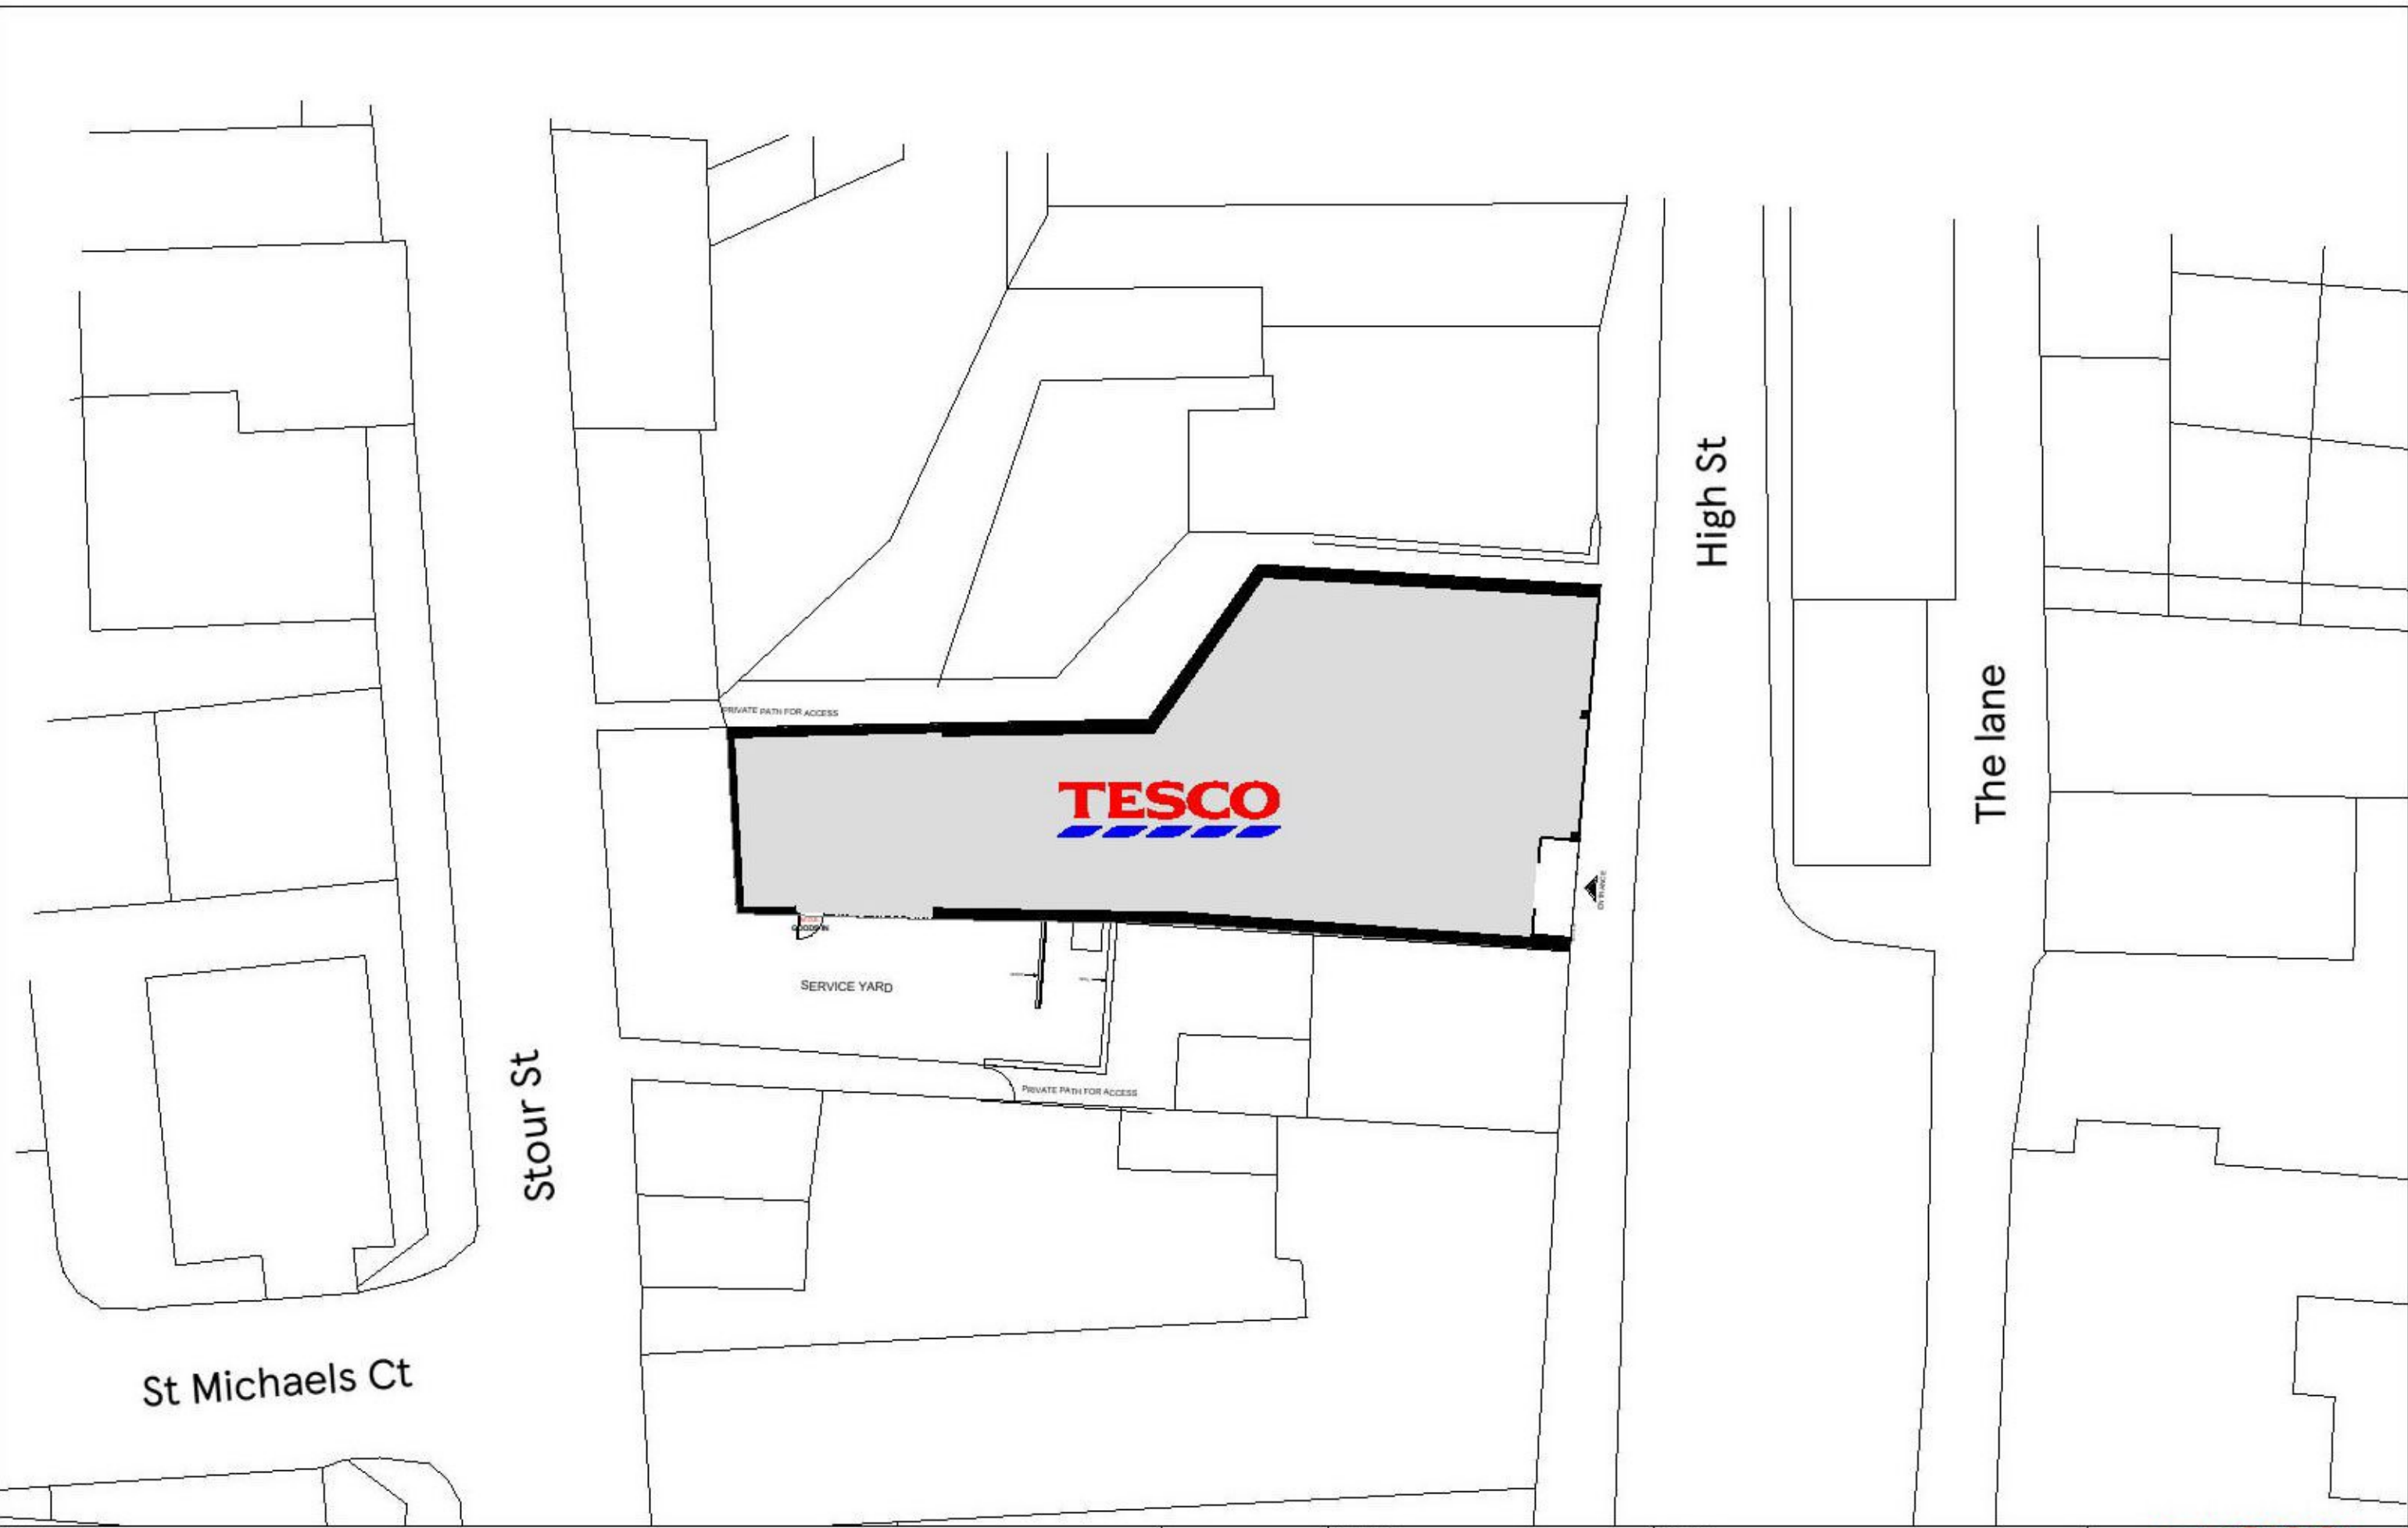 High St
The lane
PRIVATE PATH FOR ACCESS
TESCO
ENTRANCE
GOODS IN
SERVICE YARD
Stour St
PRIVATE PATH FOR ACCESS
St Michaels Ct